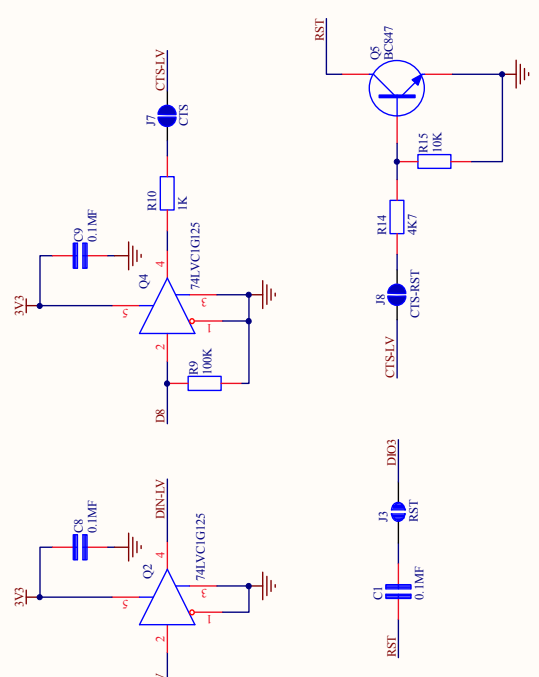 RST
Q5
BC847
R15
10K
R14
4K7
J8
CTS-RST
CTS-LV
CTS-LV
J7
CTS
R10
1K
C9
0.1MF
3V3
Q4
74LVC1G125
4
5
3
1
2
R9
100K
D8
DIN-LV
C8
0.1MF
3V3
Q2
74LVC1G125
4
5
3
1
2
DIO3
J3
RST
C1
0.1MF
RST